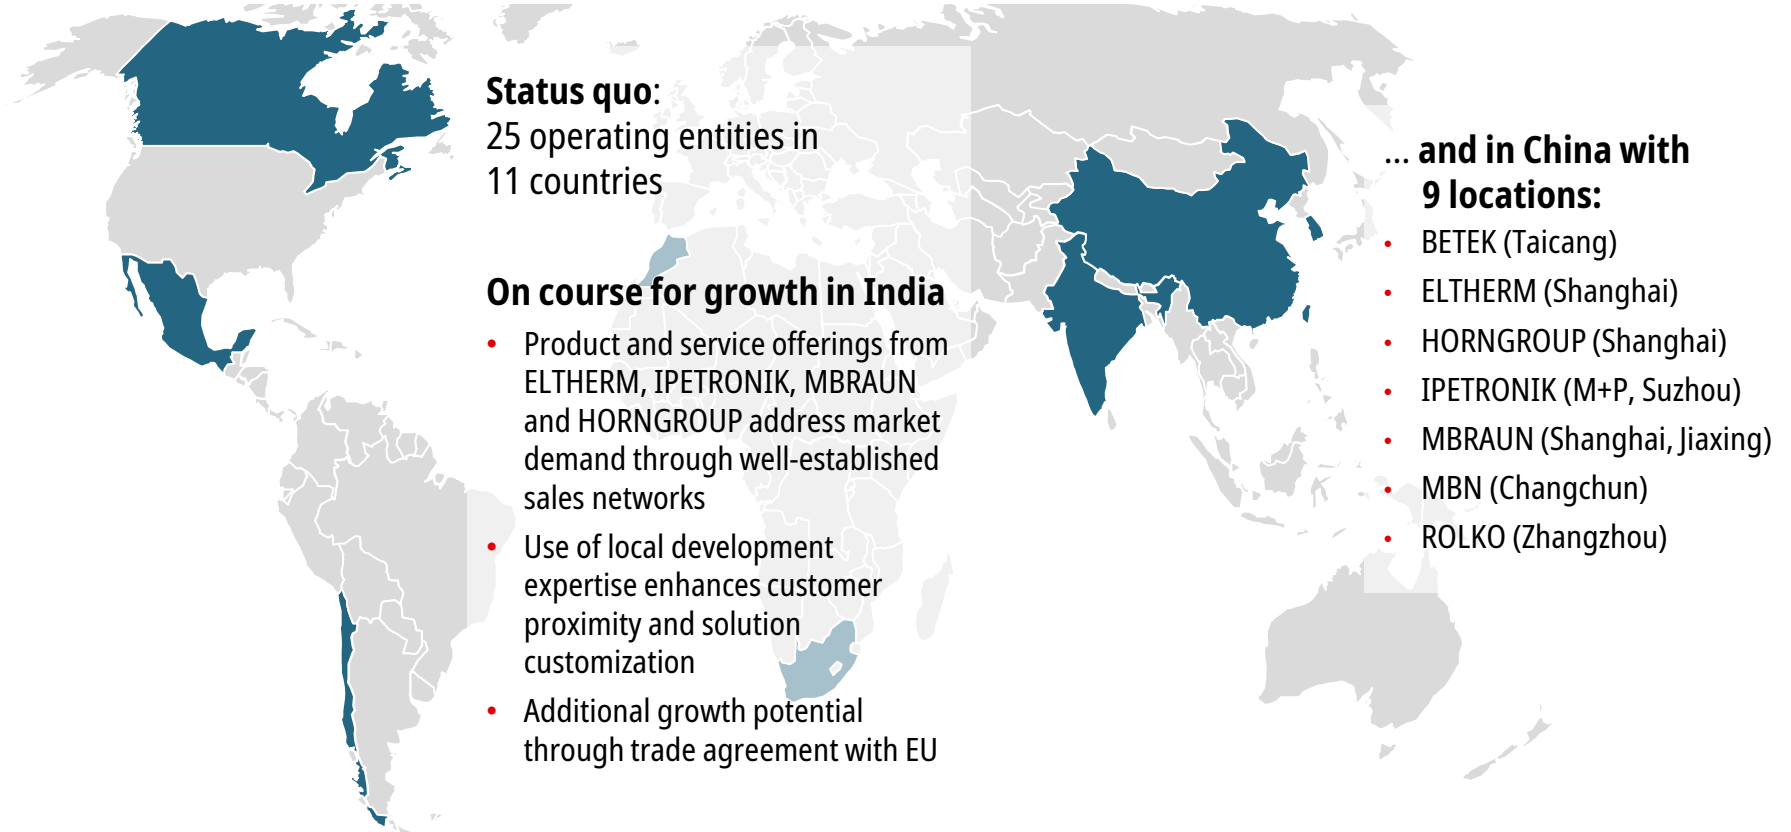 Status quo:
25 operating entities in
11 countries
On course for growth in India
• Product and service offerings from
ELTHERM, IPETRONIK, MBRAUN
and HORNGROUP address market
demand through well-established
sales networks
• Use of local development
expertise enhances customer
proximity and solution
customization
• Additional growth potential
through trade agreement with EU
... and in China with
9 locations:
• BETEK (Taicang)
• ELTHERM (Shanghai)
• HORNGROUP (Shanghai)
• IPETRONIK (M+P, Suzhou)
• MBRAUN (Shanghai, Jiaxing)
• MBN (Changchun)
• ROLKO (Zhangzhou)